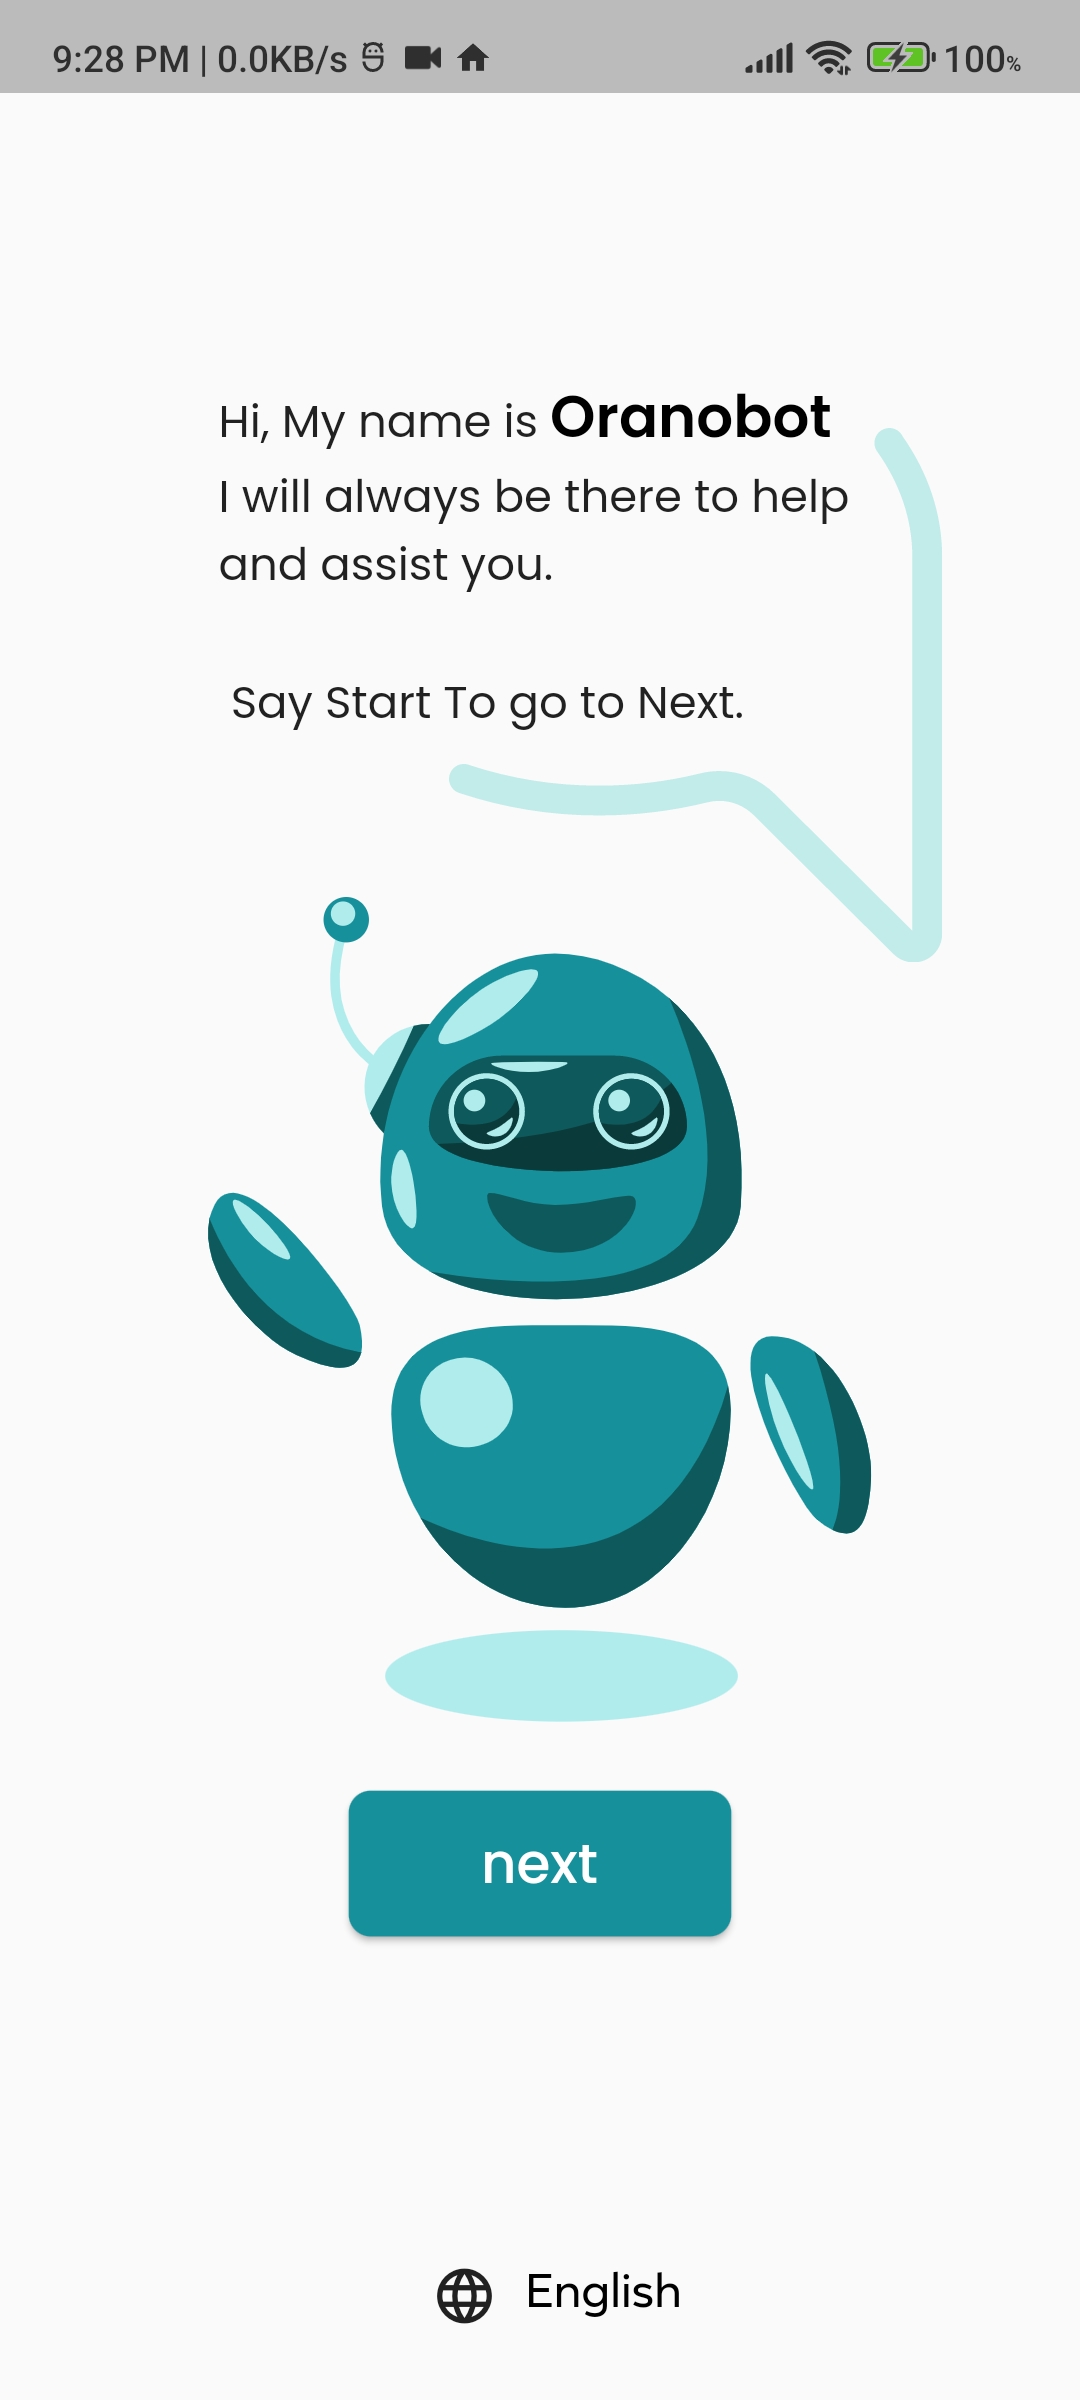 9:28 PM | 0.0KB/s 100%
Hi, My name is Oranobot
I will always be there to help
and assist you.
Say Start To go to Next.
next
English